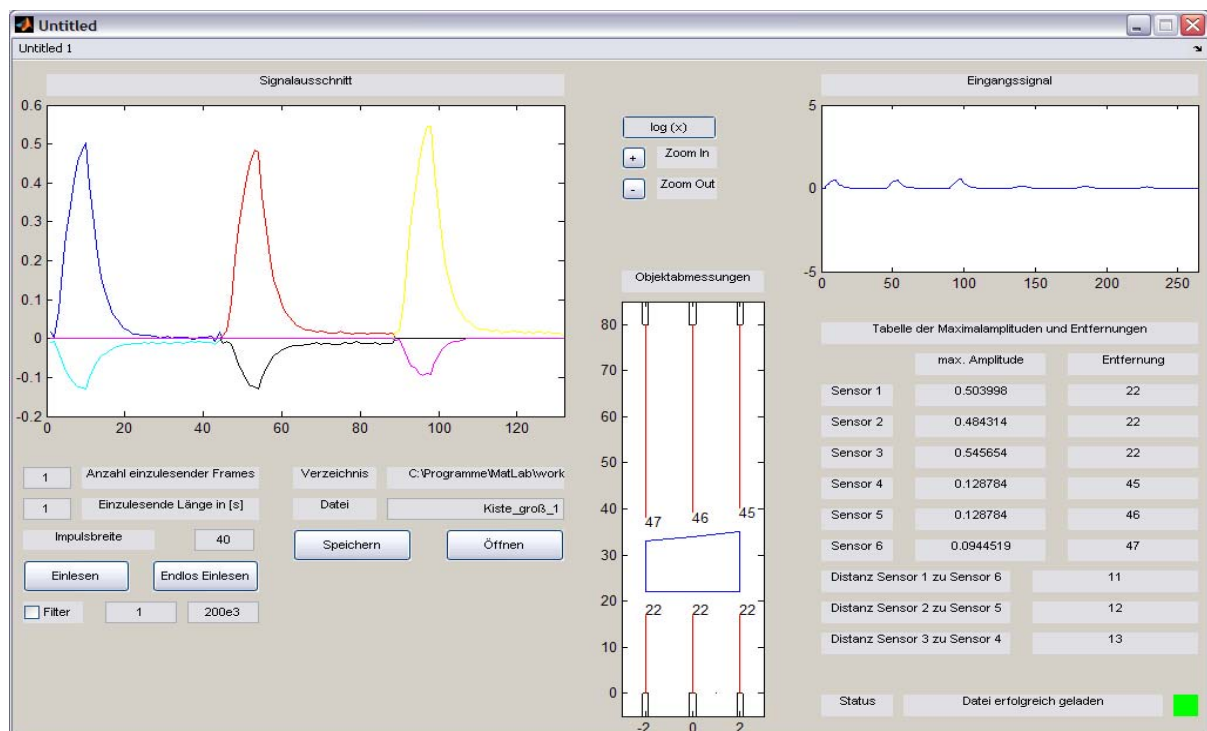 Untitled
Untitled 1
Signalausschnitt
0.6
0.5
0.4
0.3
0.2
0.1
0
-0.1
-0.2
0 20 40 60 80 100 120
log (x)
+ Zoom In
- Zoom Out
Eingangssignal
5
0
-5
0 50 100 150 200 250
Objektabmessungen
80
70
60
50
40
30
20
10
0
47 46 45
22 22 22
-2 0 2
Tabelle der Maximalamplituden und Entfernungen
max. Amplitude Entfernung
Sensor 1 0.503998 22
Sensor 2 0.484314 22
Sensor 3 0.545654 22
Sensor 4 0.128784 45
Sensor 5 0.128784 46
Sensor 6 0.0944519 47
Distanz Sensor 1 zu Sensor 6 11
Distanz Sensor 2 zu Sensor 5 12
Distanz Sensor 3 zu Sensor 4 13
Status Datei erfolgreich geladen
1 Anzahl einzulesender Frames
1 Einzulesende Länge in [s]
Impulsbreite 40
Einlesen Endlos Einlesen
Filter 1 200e3
Verzeichnis C:\Programme\MatLab\work
Datei Kiste_groß_1
Speichern Öffnen